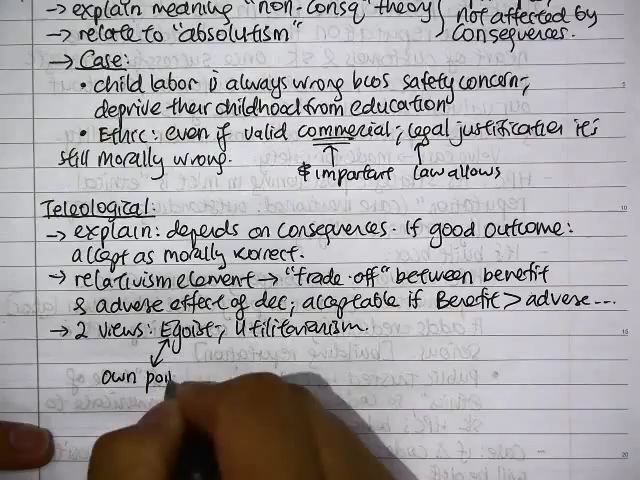 → explain meaning "non-consq" theory } not affected by
→ relate to "absolutism" consequences.
→ Case:
• child labor is always wrong bcos safety concern;
deprive their childhood from education
• Ethic: even if valid commercial; legal justification it's
still morally wrong.
important law allows
Teleological:
→ explain: depends on consequences. If good outcome:
accept as morally correct.
→ relativism element → "trade-off" between benefit
& adverse effect of dec; acceptable if Benefit > adverse...
→ 2 views: Egoist; Utilitarianism.
own poi